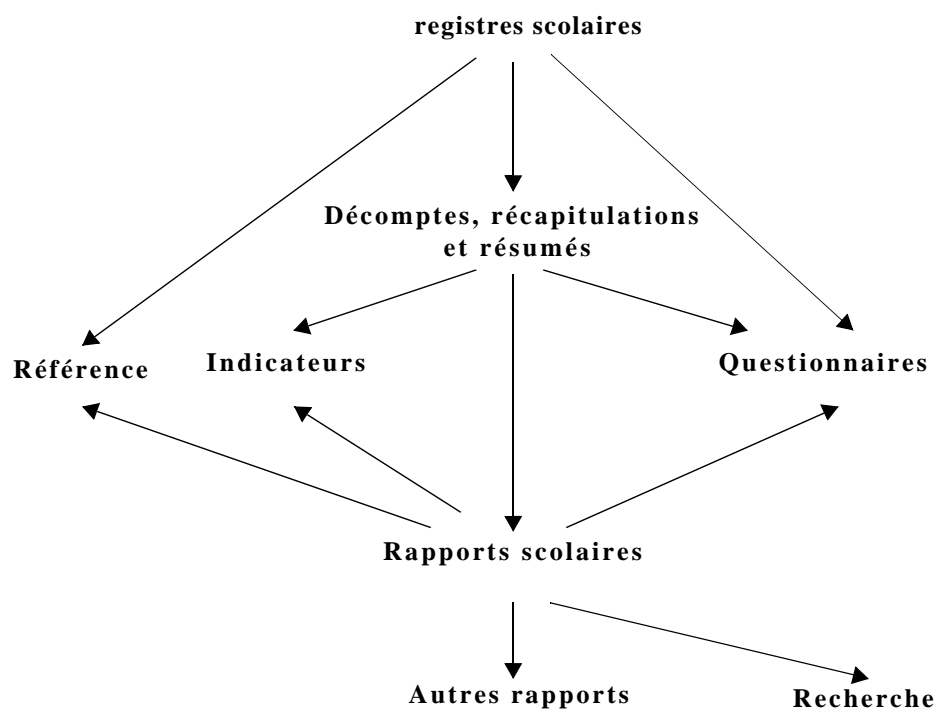 registres scolaires
Décomptes, récapitulations
et résumés
Référence
Indicateurs
Questionnaires
Rapports scolaires
Autres rapports
Recherche